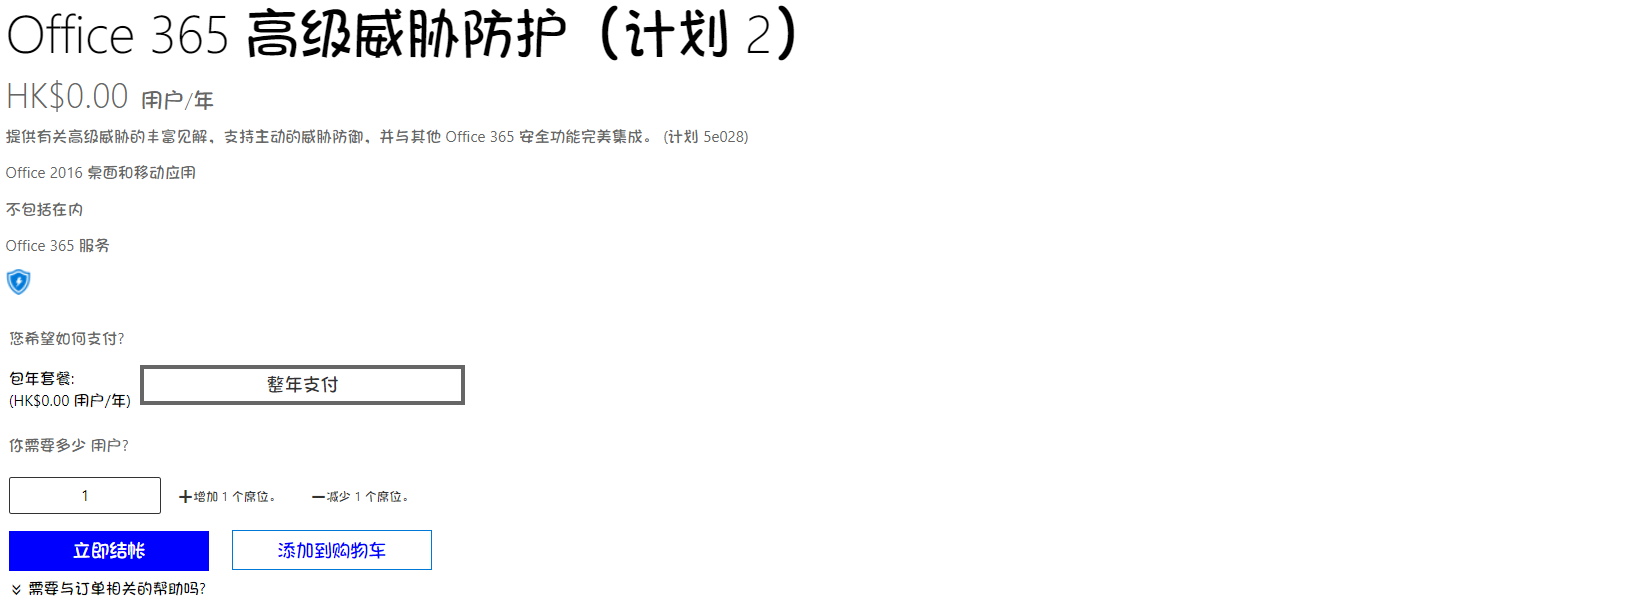 Office 365 高级威胁防护（计划 2）
HK$0.00 用户/年
提供有关高级威胁的丰富见解，支持主动的威胁防御，并与其他 Office 365 安全功能完美集成。 (计划 5e028)
Office 2016 桌面和移动应用
不包括在内
Office 365 服务
您希望如何支付?
包年套餐:
(HK$0.00 用户/年)
整年支付
你需要多少 用户?
1 +增加 1 个席位。 —减少 1 个席位。
立即结帐 添加到购物车
需要与订单相关的帮助吗?